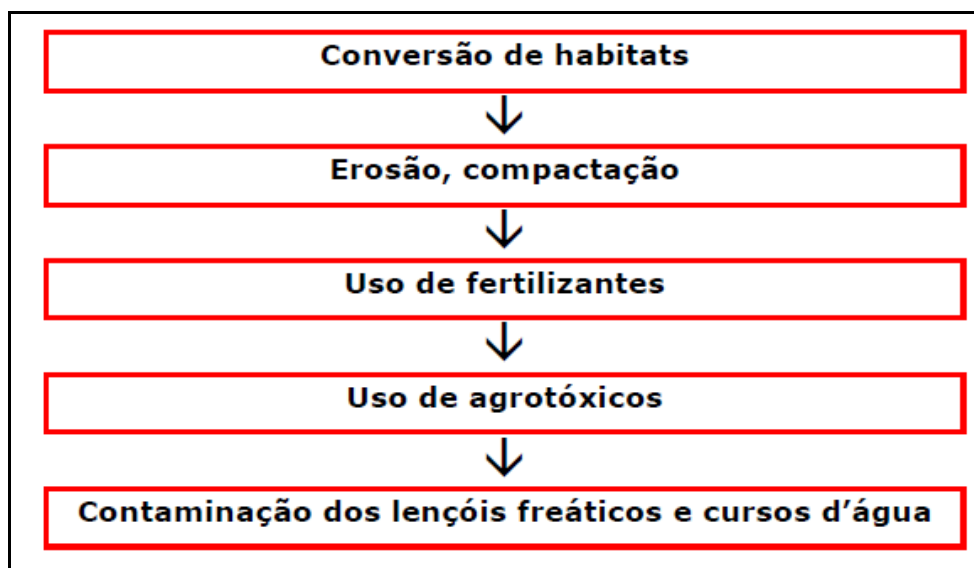 Conversão de habitats
Erosão, compactação
Uso de fertilizantes
Uso de agrotóxicos
Contaminação dos lençóis freáticos e cursos d’água